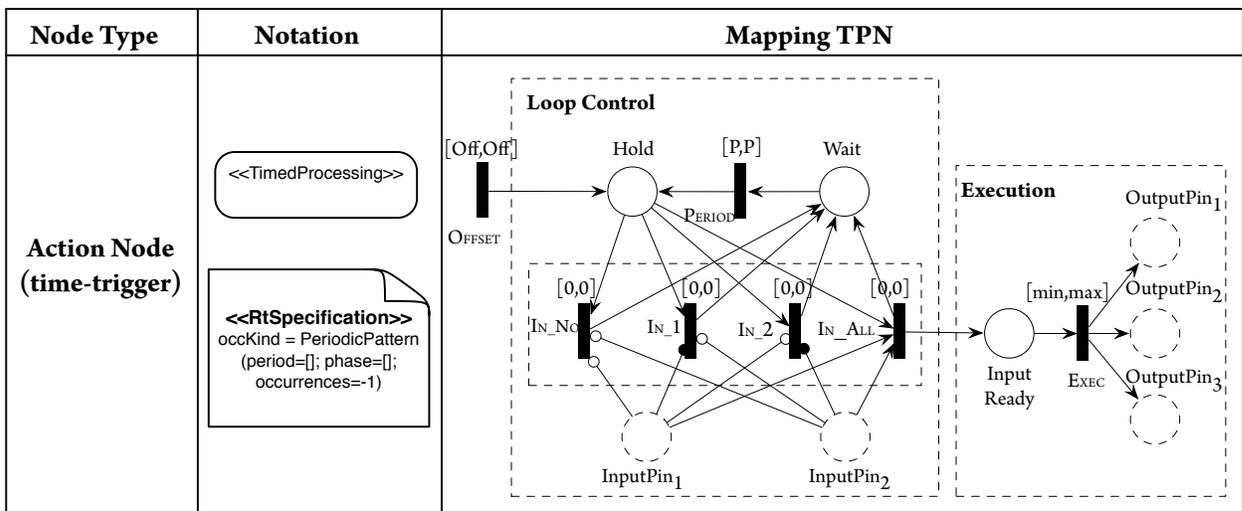 Node Type Notation Mapping TPN
Action Node
(time-trigger)
<<TimedProcessing>>
<<RtSpecification>>
occKind = PeriodicPattern
(period=[]; phase=[];
occurrences=-1)
Loop Control
[Off,Off]
Hold
[P,P]
Wait
Offset
Period
[0,0] [0,0] [0,0] [0,0]
In_No In_1 In_2 In_All
InputPin1 InputPin2
Execution
OutputPin1
[min,max]
OutputPin2
Input
Ready
Exec
OutputPin3